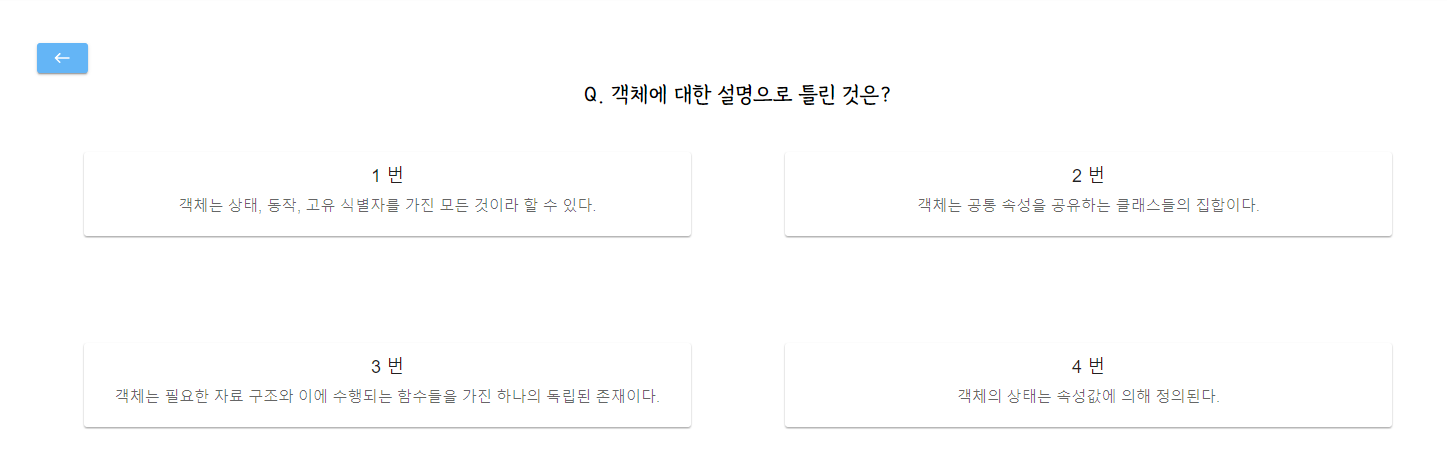 Q. 객체에 대한 설명으로 틀린 것은?
1 번
객체는 상태, 동작, 고유 식별자를 가진 모든 것이라 할 수 있다.
2 번
객체는 공통 속성을 공유하는 클래스들의 집합이다.
3 번
객체는 필요한 자료 구조와 이에 수행되는 함수들을 가진 하나의 독립된 존재이다.
4 번
객체의 상태는 속성값에 의해 정의된다.